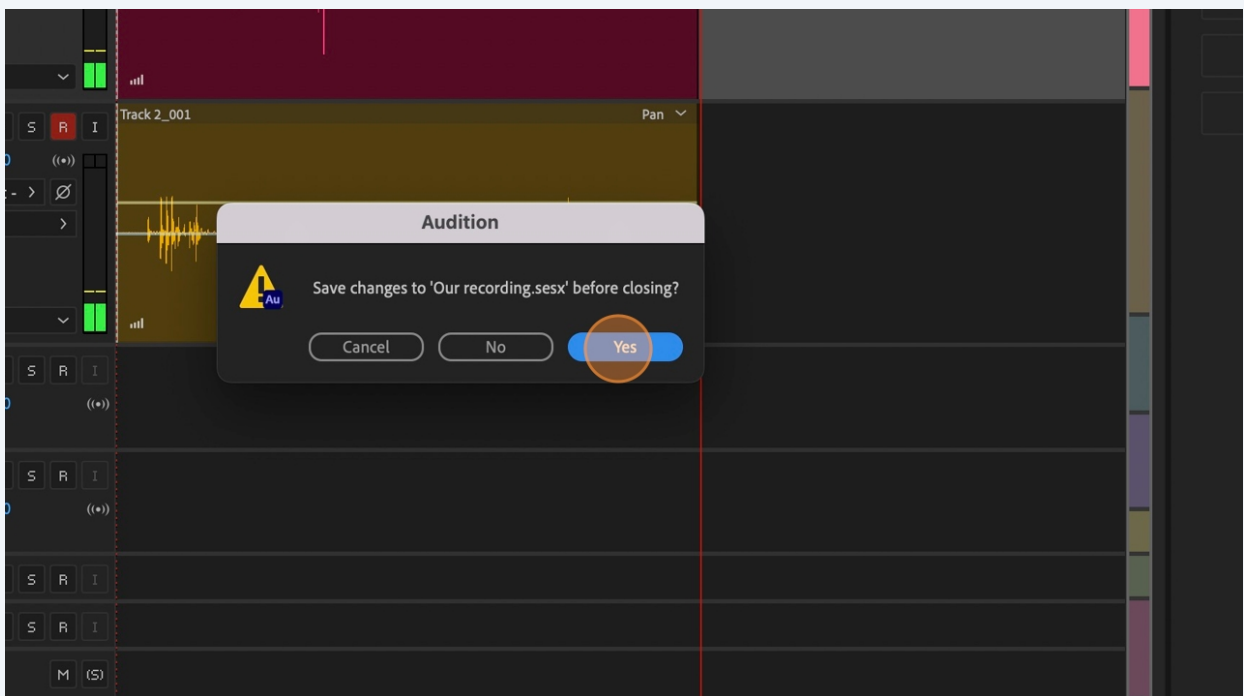 Track 2_001 Pan
S R I
Audition
Save changes to 'Our recording.sesx' before closing?
Au
Cancel No Yes
S R I
S R I
S R I
S R I
M (S)